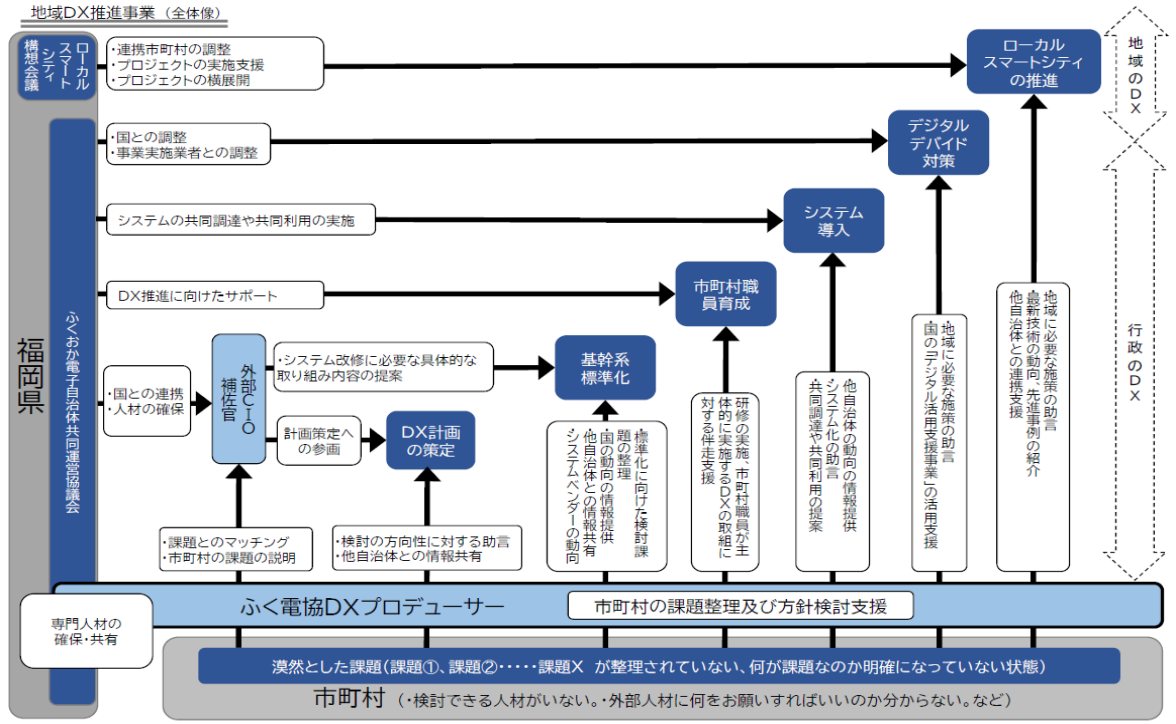 地域DX推進事業（全体像）
ローカル
スマート
シティ
構想会議
・連携市町村の調整
・プロジェクトの実施支援
・プロジェクトの横展開
ローカル
スマートシティ
の推進
地域のDX
・国との調整
・事業実施業者との調整
デジタル
デバイド
対策
システムの共同調達や共同利用の実施
システム
導入
DX推進に向けたサポート
市町村職
員育成
福岡県
ふくおか電子自治体共同運営協議会
・国との連携
・人材の確保
外部CIO
補佐官
・システム改修に必要な具体的な
取り組み内容の提案
基幹系
標準化
計画策定へ
の参画
DX計画
の策定
行政のDX
・課題とのマッチング
・市町村の課題の説明
・検討の方向性に対する助言
・他自治体との情報共有
・標準化に向けた検討課
題の整理
・国の動向の情報提供
・他自治体との情報共有
・システムベンダーの動向
研修の実施、市町村職員が主
体的に実施するDXの取組に
対する伴走支援
・他自治体の動向の情報提供
・システム化の助言
・共同調達や共同利用の提案
・地域に必要な施策の助言
・国の「デジタル活用支援事業」の活用支援
・地域に必要な施策の助言
・最新技術の動向、先進事例の紹介
・他自治体との連携支援
ふく電協DXプロデューサー
市町村の課題整理及び方針検討支援
専門人材の
確保・共有
漠然とした課題（課題①、課題②・・・・・課題X が整理されていない、何が課題なのか明確になっていない状態）
市町村（・検討できる人材がいない。・外部人材に何をお願いすればいいのか分からない。など）